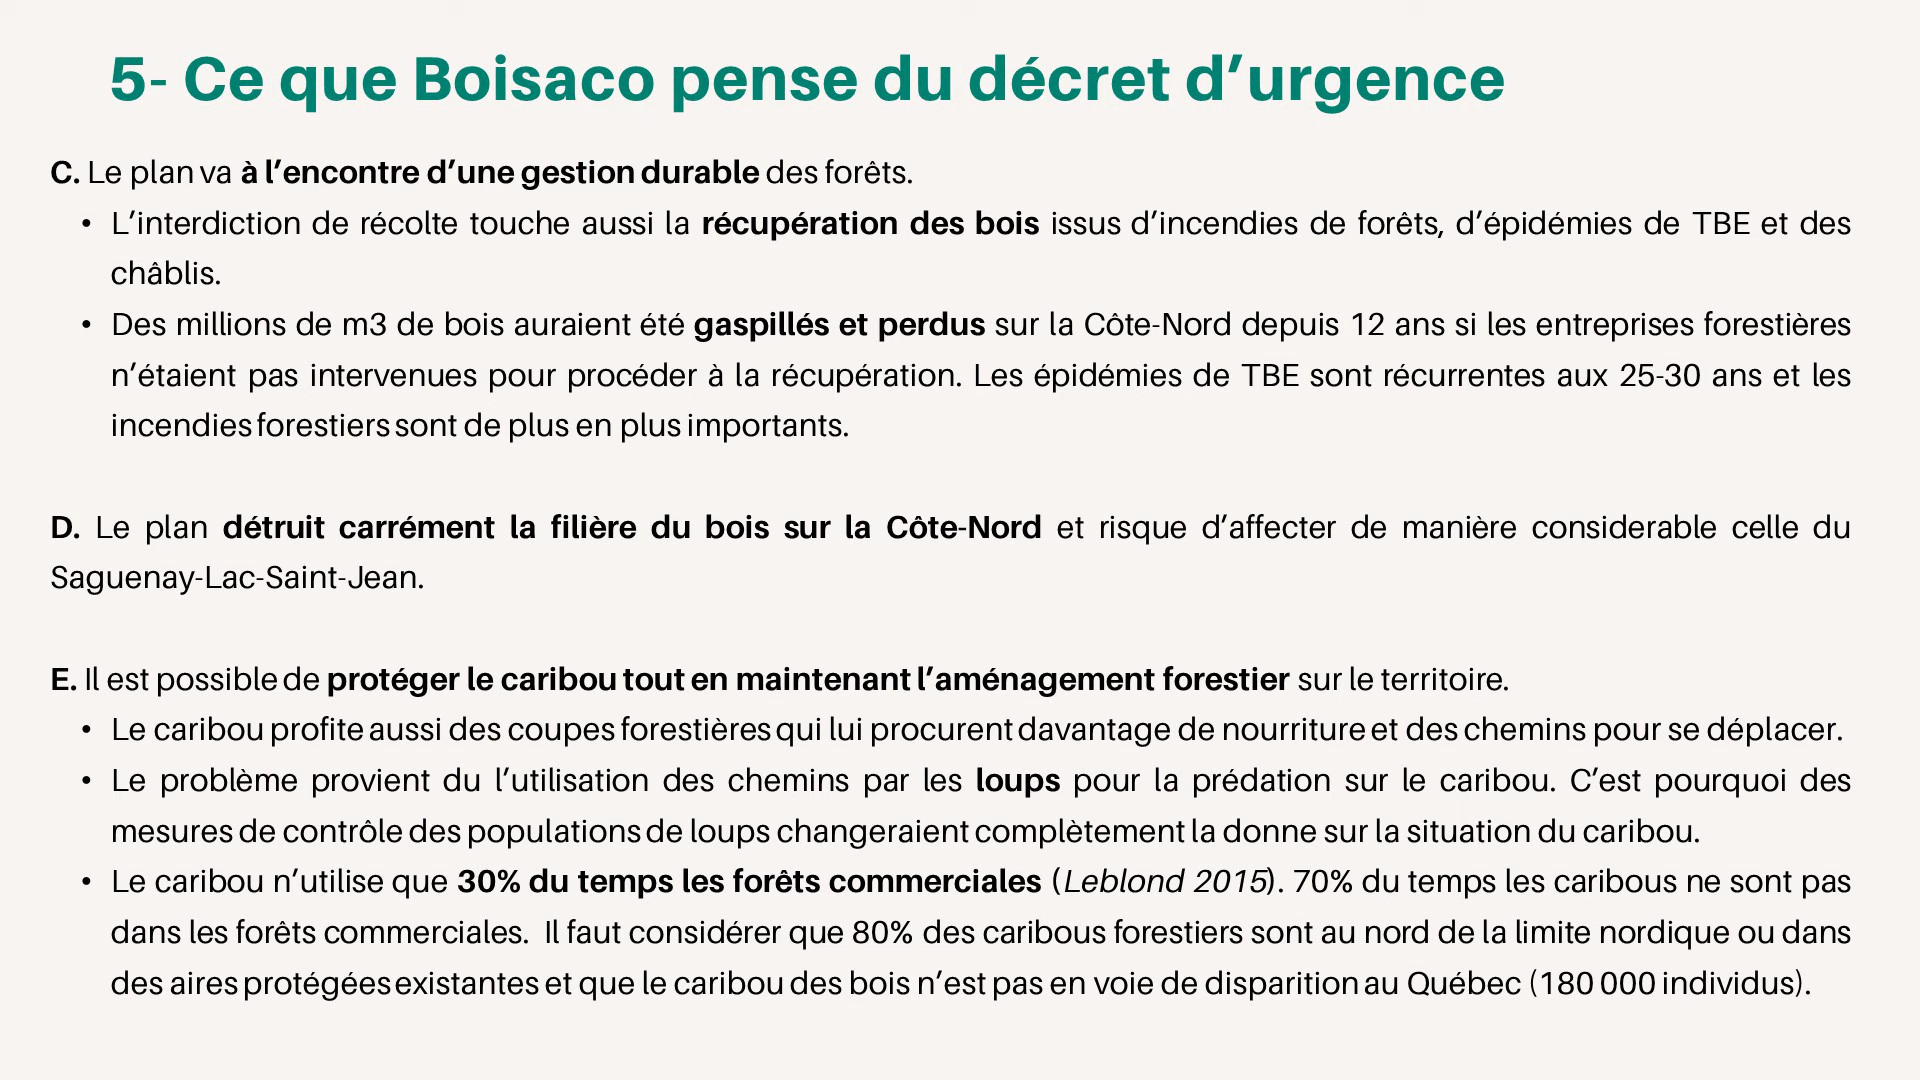 5- Ce que Boisaco pense du décret d’urgence
C. Le plan va à l’encontre d’une gestion durable des forêts.
• L’interdiction de récolte touche aussi la récupération des bois issus d’incendies de forêts, d’épidémies de TBE et des
châblis.
• Des millions de m3 de bois auraient été gaspillés et perdus sur la Côte-Nord depuis 12 ans si les entreprises forestières
n’étaient pas intervenues pour procéder à la récupération. Les épidémies de TBE sont récurrentes aux 25-30 ans et les
incendies forestiers sont de plus en plus importants.
D. Le plan détruit carrément la filière du bois sur la Côte-Nord et risque d’affecter de manière considerable celle du
Saguenay-Lac-Saint-Jean.
E. Il est possible de protéger le caribou tout en maintenant l’aménagement forestier sur le territoire.
• Le caribou profite aussi des coupes forestières qui lui procurent davantage de nourriture et des chemins pour se déplacer.
• Le problème provient du l’utilisation des chemins par les loups pour la prédation sur le caribou. C’est pourquoi des
mesures de contrôle des populations de loups changeraient complètement la donne sur la situation du caribou.
• Le caribou n’utilise que 30% du temps les forêts commerciales (Leblond 2015). 70% du temps les caribous ne sont pas
dans les forêts commerciales. Il faut considérer que 80% des caribous forestiers sont au nord de la limite nordique ou dans
des aires protégées existantes et que le caribou des bois n’est pas en voie de disparition au Québec (180 000 individus).